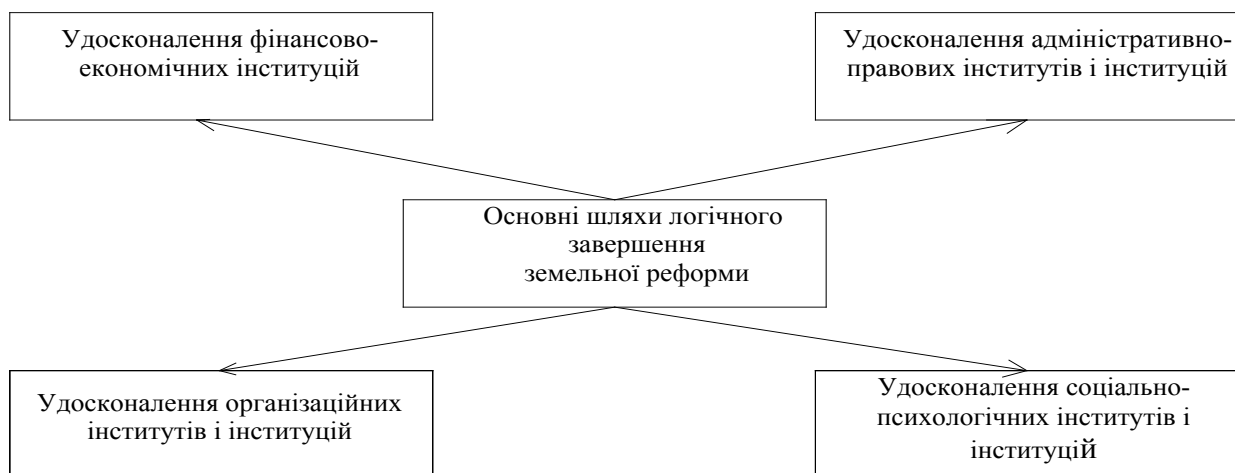 Удосконалення фінансово-
економічних інституцій
Удосконалення адміністративно-
правових інститутів і інституцій
Основні шляхи логічного
завершення
земельної реформи
Удосконалення організаційних
інститутів і інституцій
Удосконалення соціально-
психологічних інститутів і
інституцій